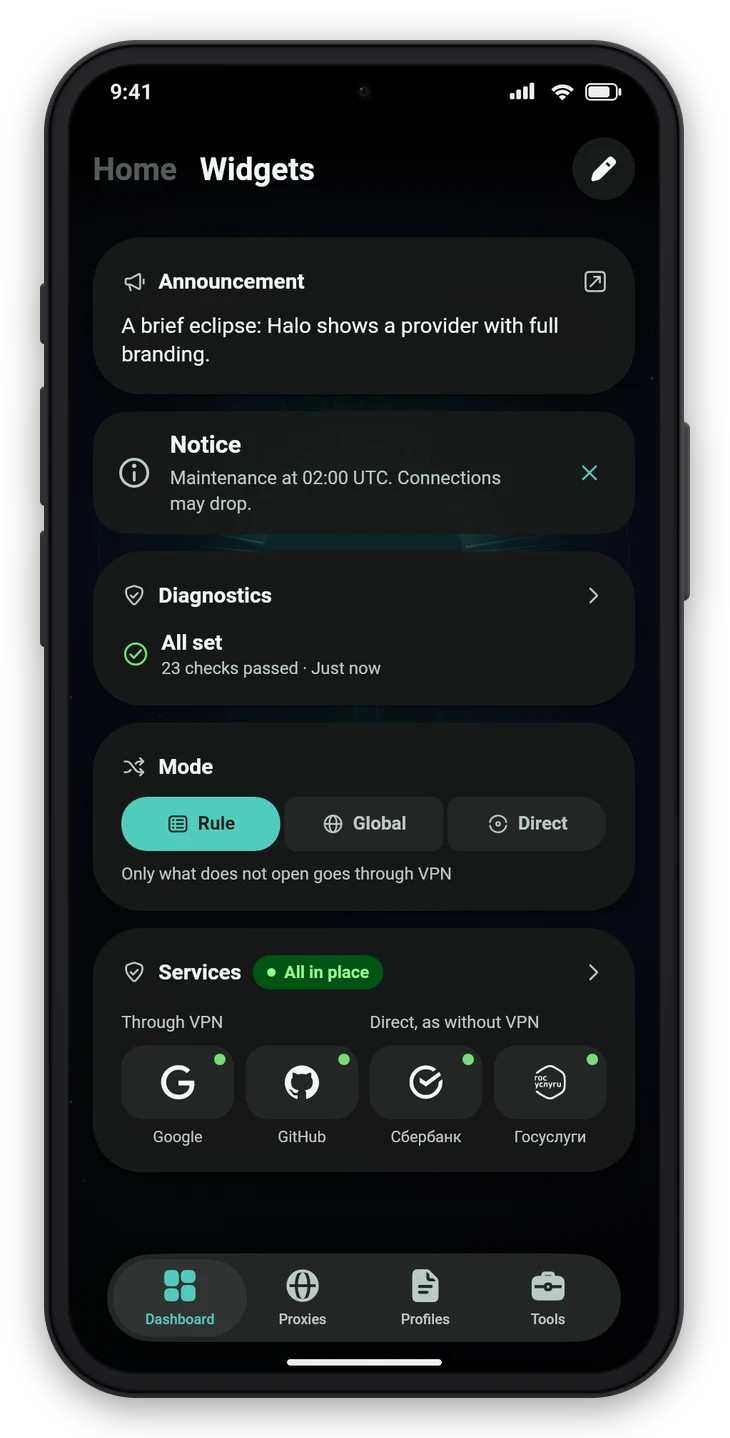 9:41
Home Widgets
Announcement
A brief eclipse: Halo shows a provider with full
branding.
Notice
Maintenance at 02:00 UTC. Connections
may drop.
Diagnostics
All set
23 checks passed · Just now
Mode
Rule Global Direct
Only what does not open goes through VPN
Services All in place
Through VPN Direct, as without VPN
гос
услуги
Google GitHub Сбербанк Госуслуги
Dashboard Proxies Profiles Tools